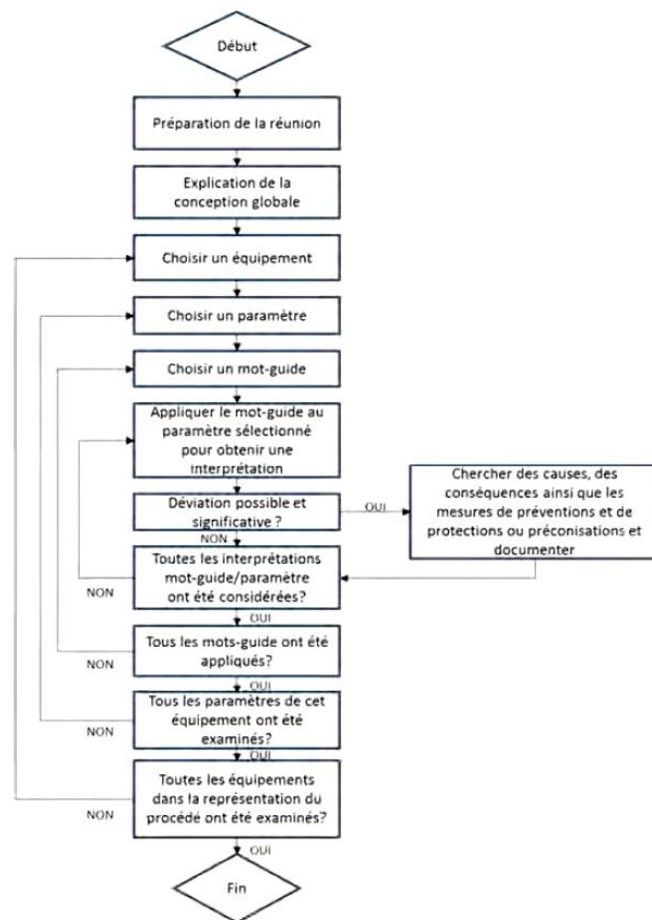 Début
Préparation de la réunion
Explication de la
conception globale
Choisir un équipement
Choisir un paramètre
Choisir un mot-guide
Appliquer le mot-guide au
paramètre sélectionné
pour obtenir une
interprétation
Déviation possible et
significative ?
OUI
Chercher des causes, des
conséquences ainsi que les
mesures de préventions et de
protections ou préconisations et
documenter
NON
Toutes les interprétations
mot-guide/paramètre
ont été considérées?
NON
OUI
Tous les mots-guide ont été
appliqués?
NON
OUI
Tous les paramètres de cet
équipement ont été
examinés?
NON
OUI
Toutes les équipements
dans la représentation du
procédé ont été examinés?
NON
OUI
Fin